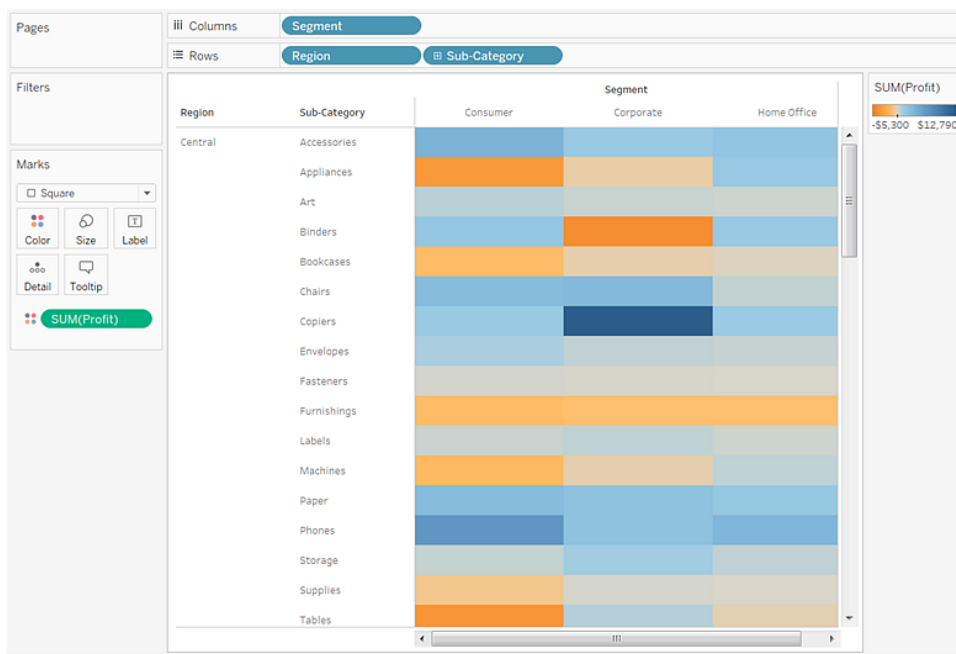 Pages
Columns
Segment
Rows
Region
Sub-Category
Filters
Marks
Square
Color
Size
Label
Detail
Tooltip
SUM(Profit)
Segment
Region
Sub-Category
Consumer
Corporate
Home Office
Central
Accessories
Appliances
Art
Binders
Bookcases
Chairs
Copiers
Envelopes
Fasteners
Furnishings
Labels
Machines
Paper
Phones
Storage
Supplies
Tables
SUM(Profit)
-$5,300 $12,790